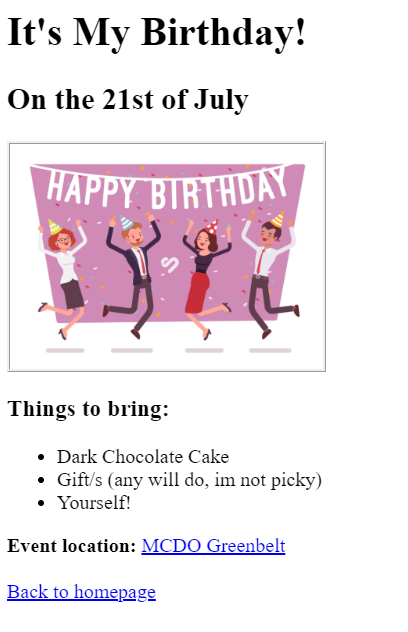 It's My Birthday!
On the 21st of July
HAPPY BIRTHDAY
Things to bring:
Dark Chocolate Cake
Gift/s (any will do, im not picky)
Yourself!
Event location: MCDO Greenbelt
Back to homepage